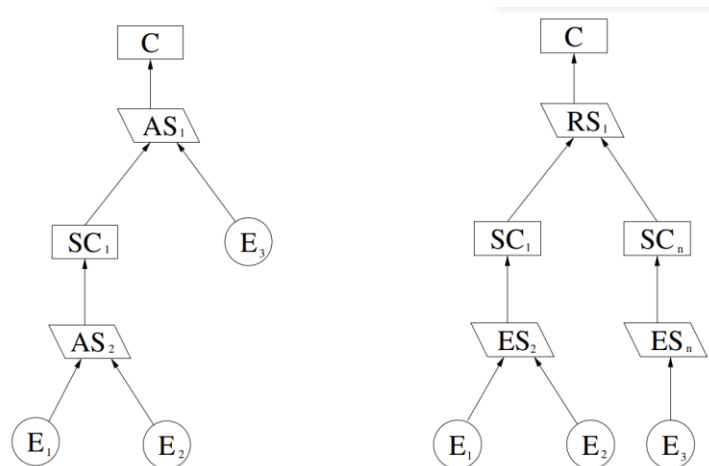 C
C
AS₁
RS₁
SC₁
E₃
SC₁
SCₙ
AS₂
ES₂
ESₙ
E₁
E₂
E₁
E₂
E₃